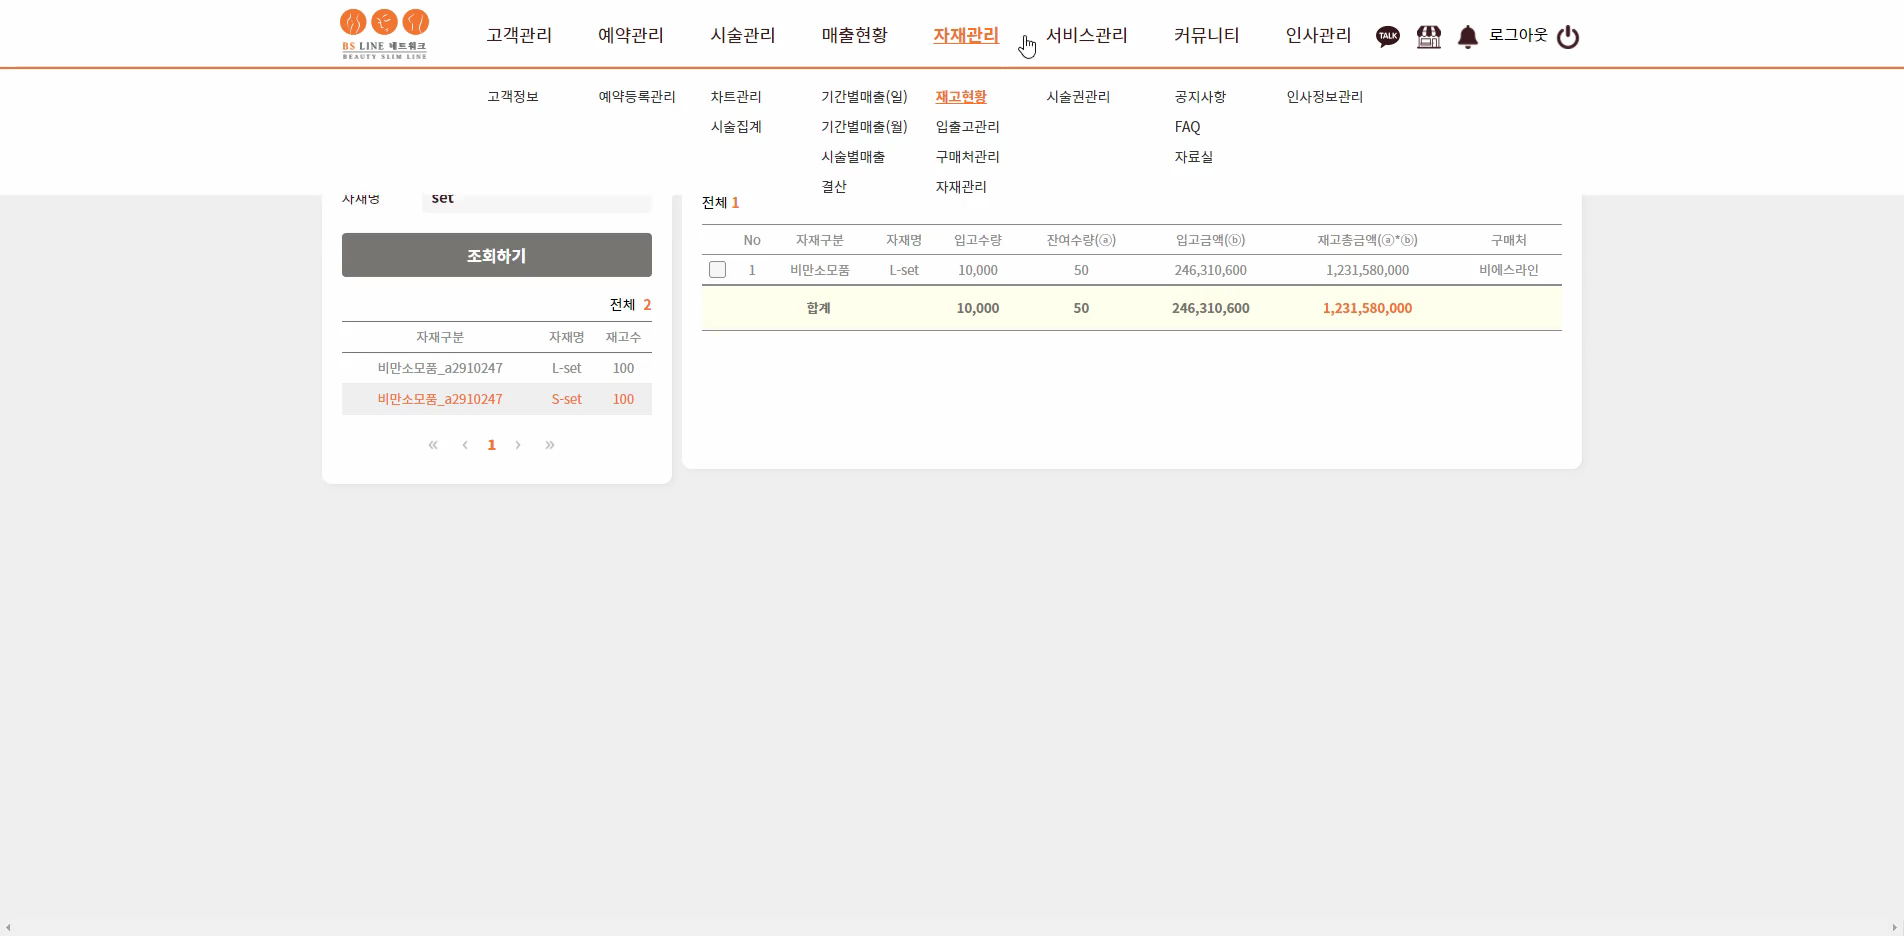 BS LINE 네트워크
BEAUTY SLIM LINE
고객관리 예약관리 시술관리 매출현황 자재관리 서비스관리 커뮤니티 인사관리 TALK 로그아웃
고객정보 예약등록관리 차트관리 기간별매출(일) 재고현황 시술권관리 공지사항 인사정보관리
시술집계 기간별매출(월) 입출고관리 FAQ
시술별매출 구매처관리 자료실
결산 자재관리
자재명 set
조회하기
전체 2
자재구분 자재명 재고수
비만소모품_a2910247 L-set 100
비만소모품_a2910247 S-set 100
« ‹ 1 › »
전체 1
No 자재구분 자재명 입고수량 잔여수량(ⓐ) 입고금액(ⓑ) 재고총금액(ⓐ*ⓑ) 구매처
1 비만소모품 L-set 10,000 50 246,310,600 1,231,580,000 비에스라인
합계 10,000 50 246,310,600 1,231,580,000